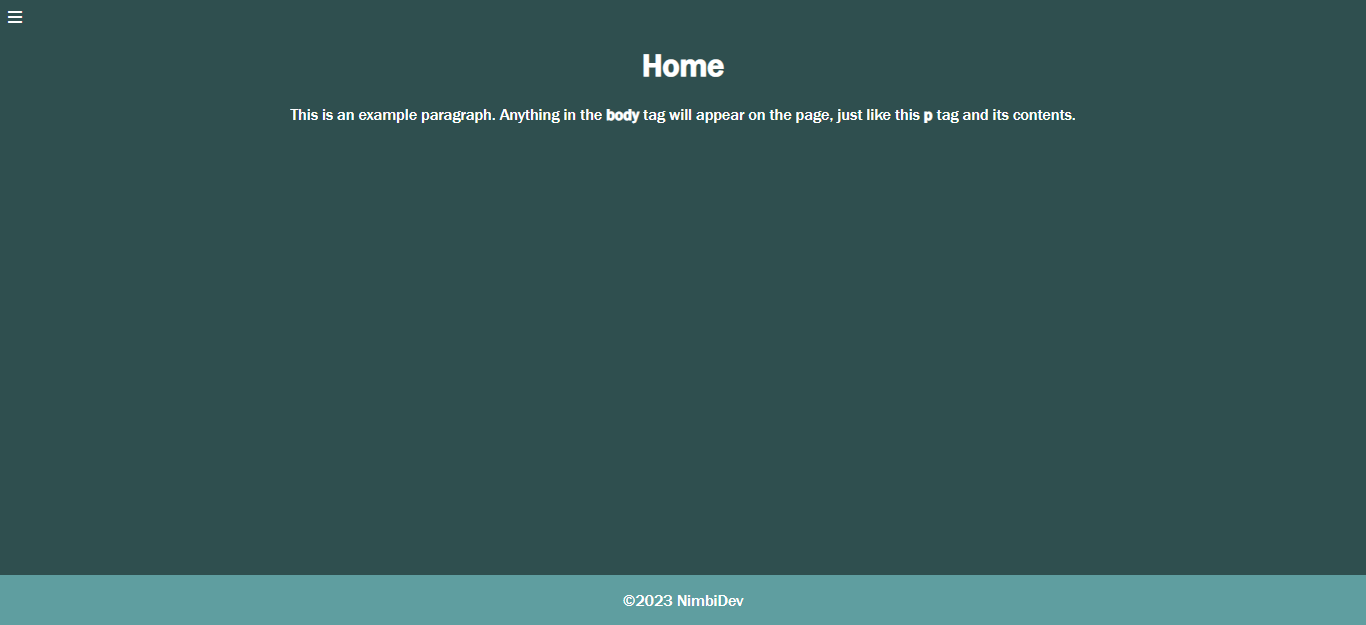 Home
This is an example paragraph. Anything in the body tag will appear on the page, just like this p tag and its contents.
©2023 NimbiDev